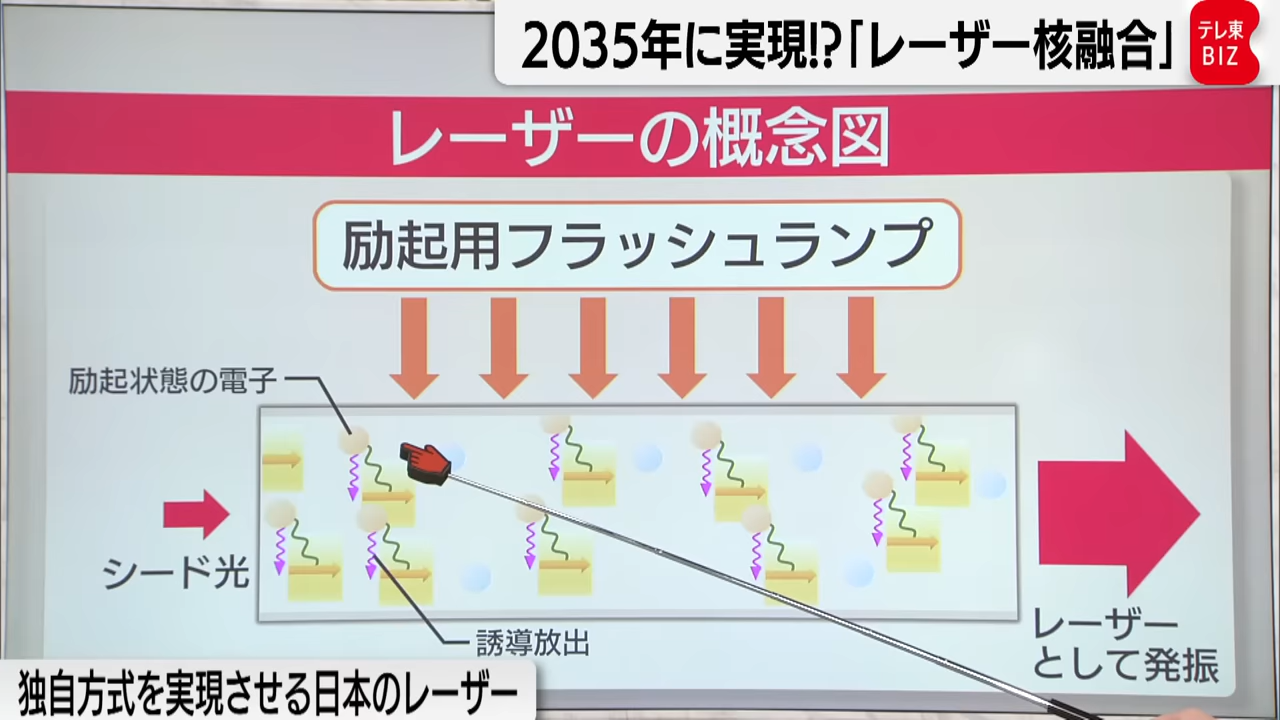 2035年に実現!?「レーザー核融合」
テレ東
BIZ
レーザーの概念図
励起用フラッシュランプ
励起状態の電子
シード光
誘導放出
レーザー
として発振
独自方式を実現させる日本のレーザー